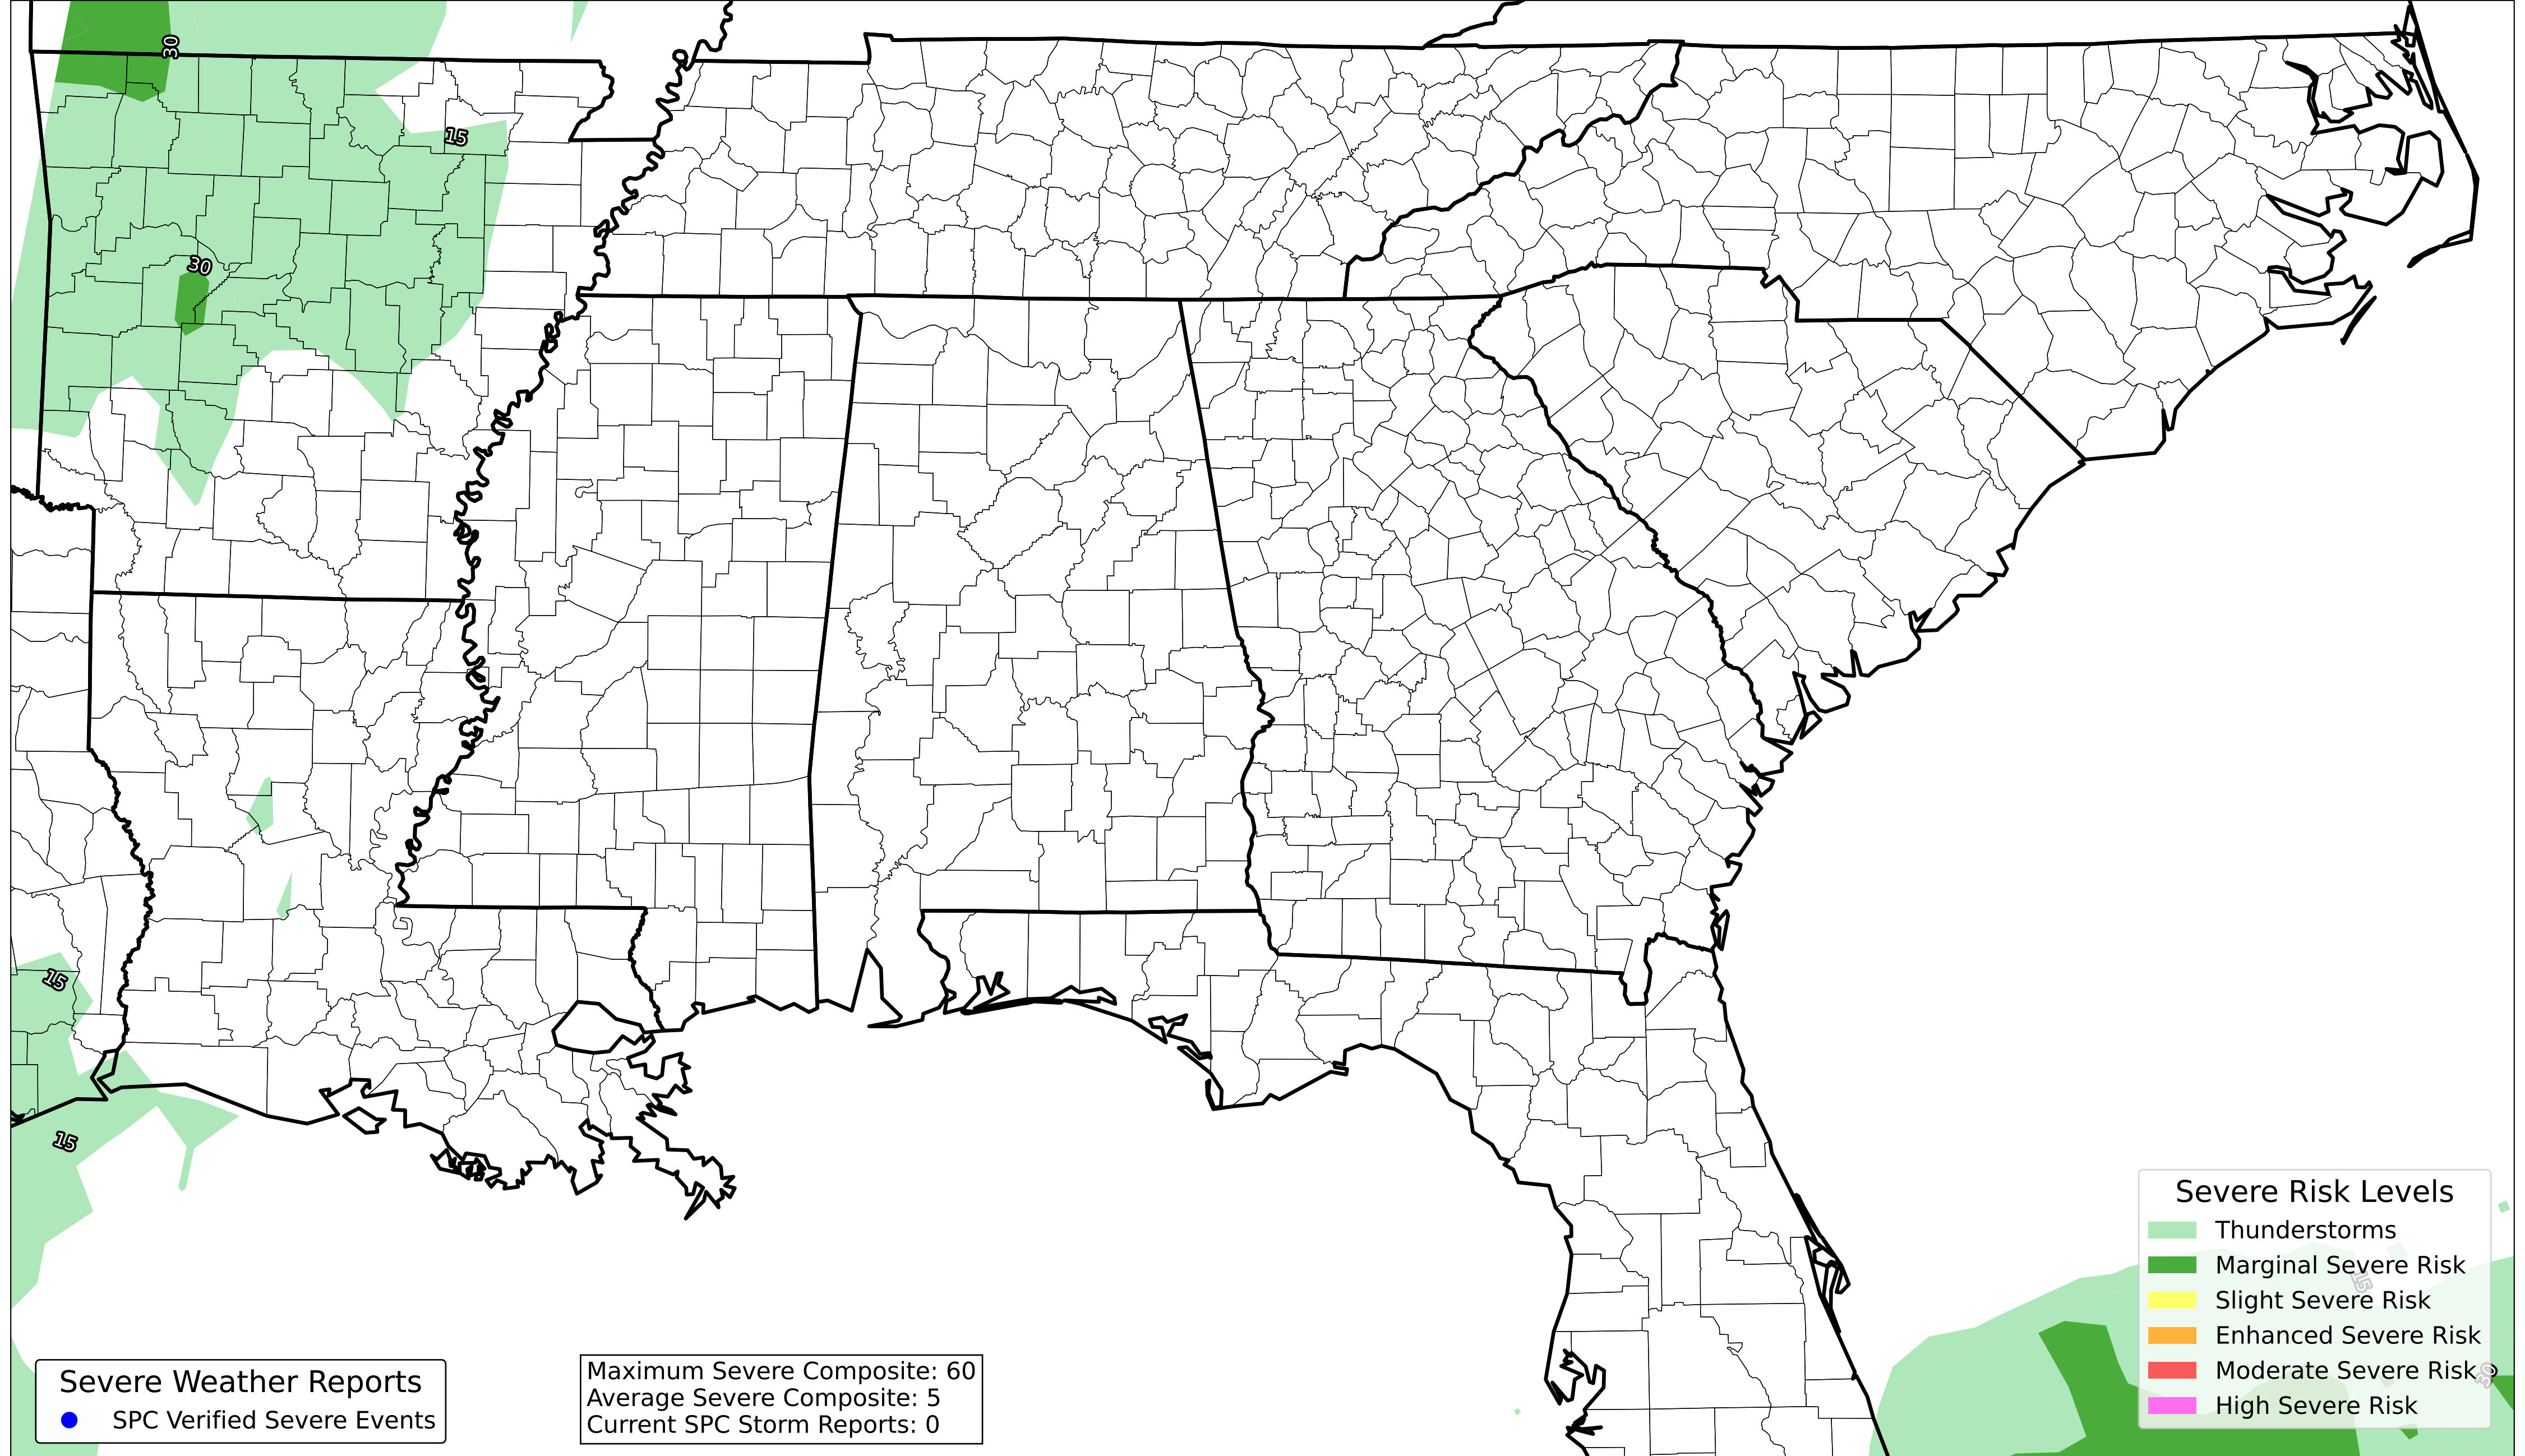 30
15
30
15
15
15
30
Severe Risk Levels
Thunderstorms
Marginal Severe Risk
Slight Severe Risk
Enhanced Severe Risk
Moderate Severe Risk
High Severe Risk
Severe Weather Reports
SPC Verified Severe Events
Maximum Severe Composite: 60
Average Severe Composite: 5
Current SPC Storm Reports: 0